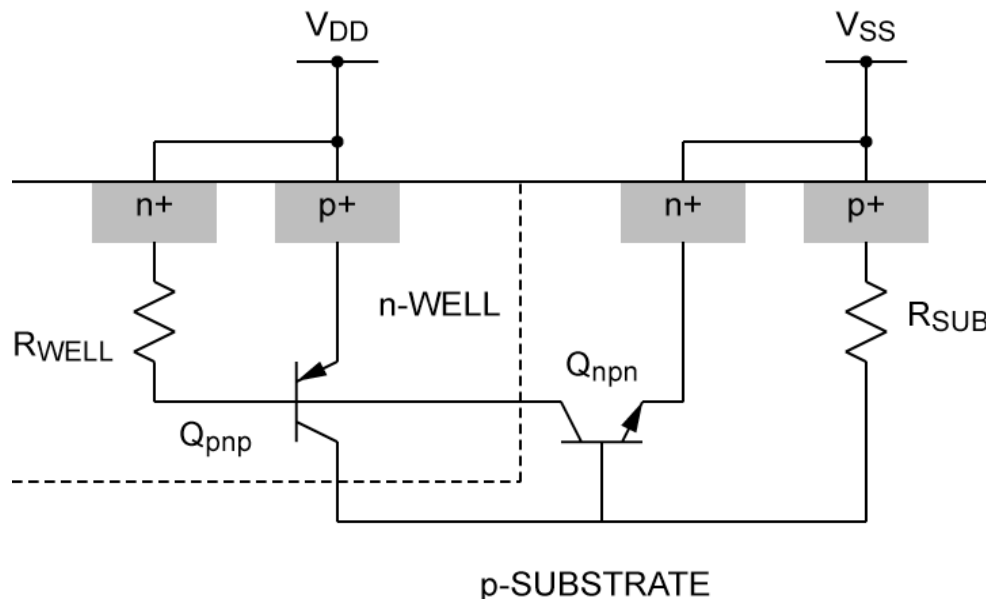 VDD
VSS
n+
p+
n+
p+
n-WELL
RWELL
RSUB
Qnpn
Qpnp
p-SUBSTRATE